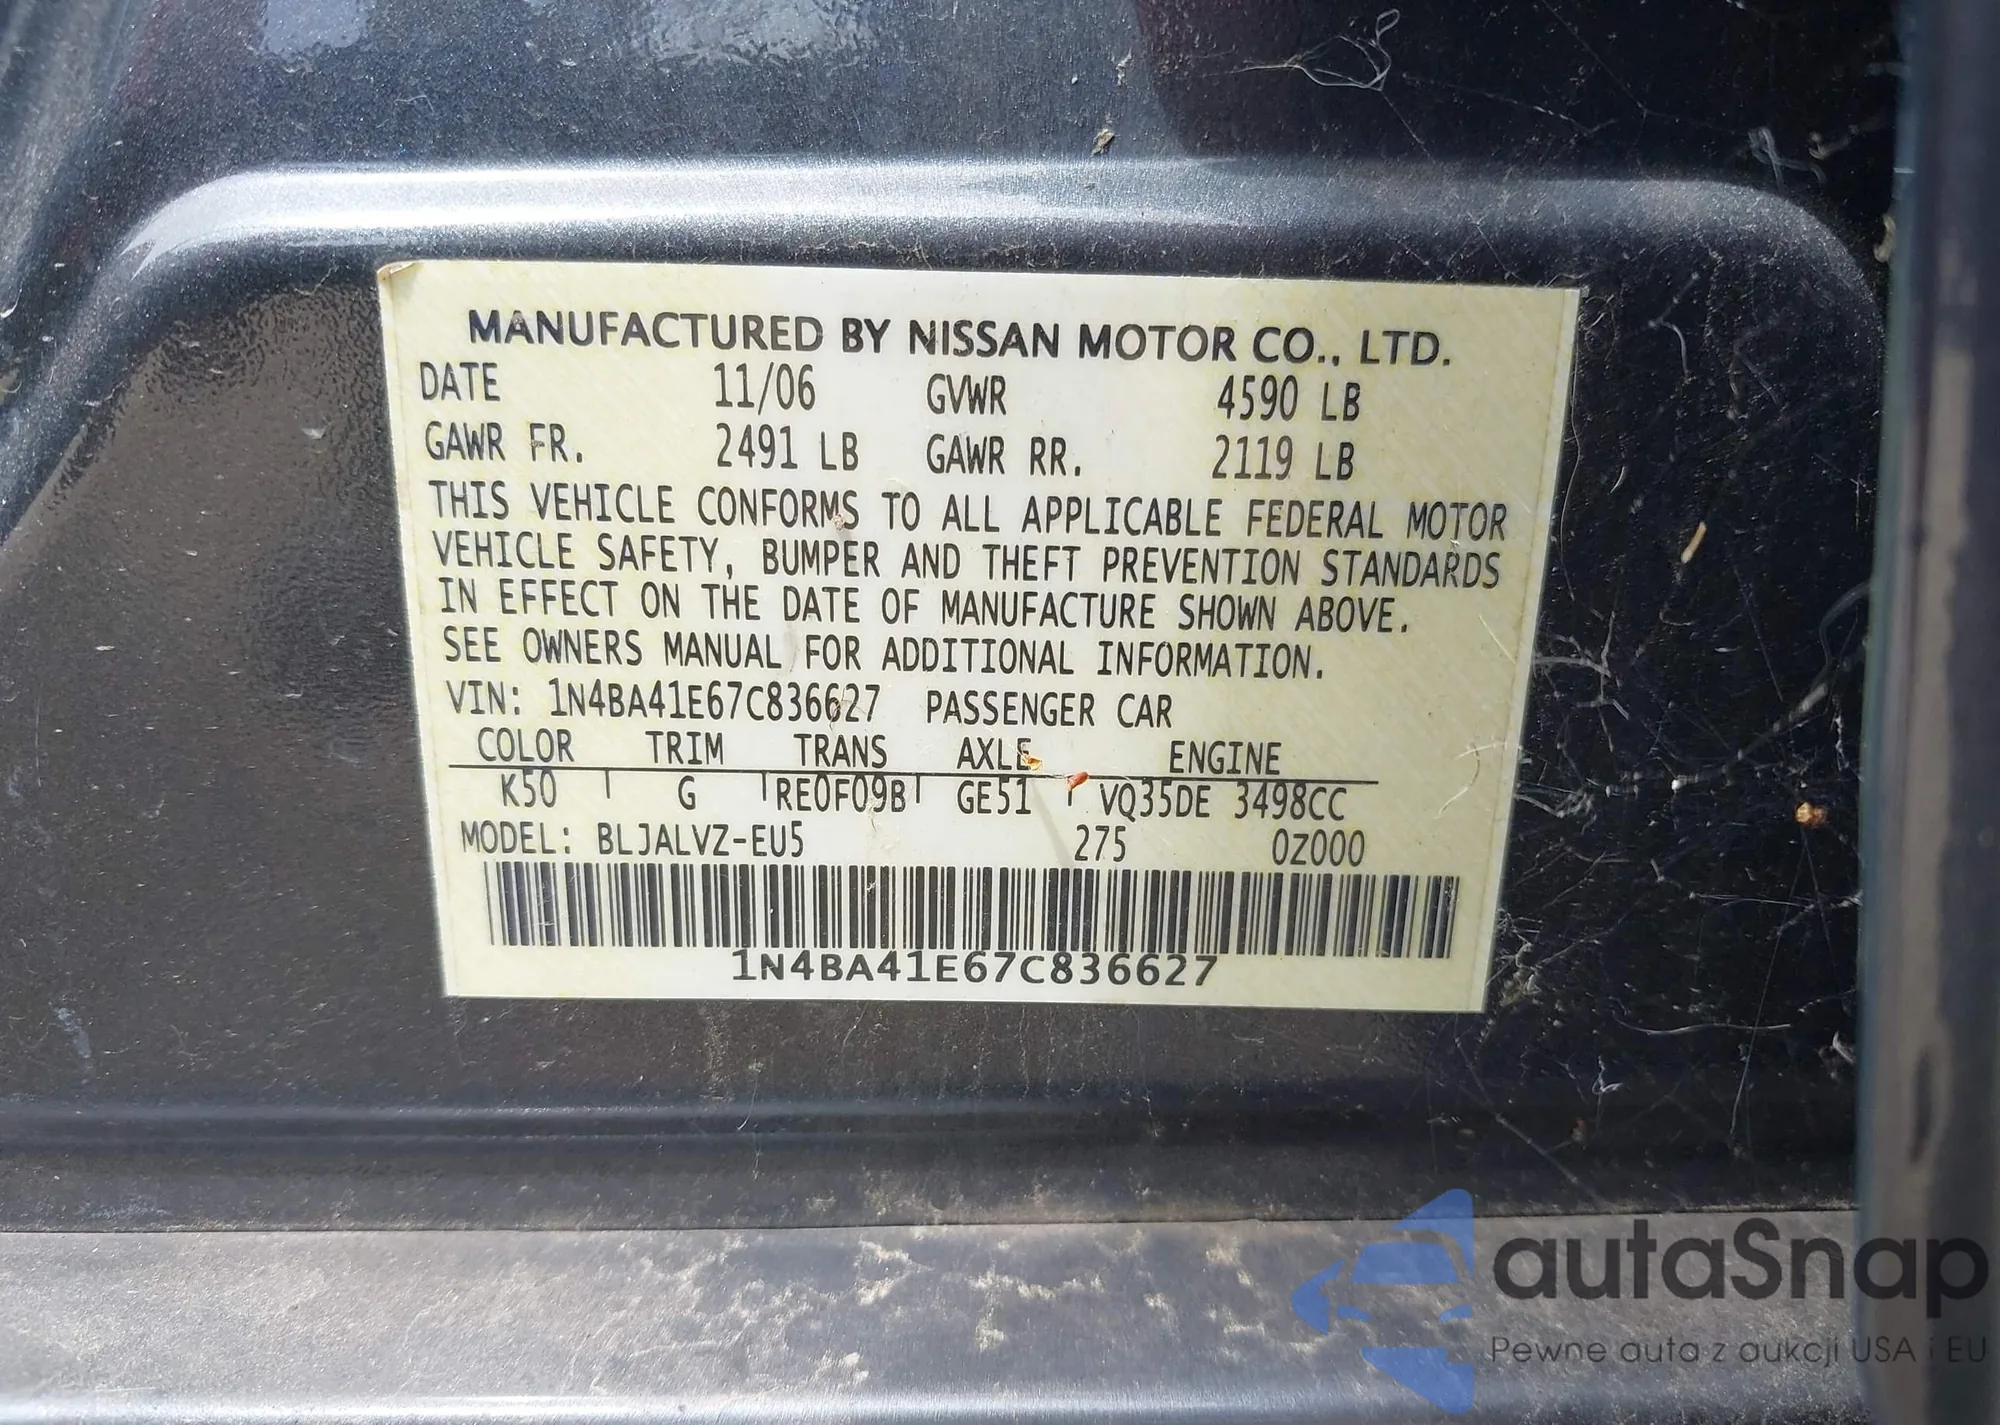 MANUFACTURED BY NISSAN MOTOR CO., LTD.
DATE 11/06 GVWR 4590 LB
GAWR FR. 2491 LB GAWR RR. 2119 LB
THIS VEHICLE CONFORMS TO ALL APPLICABLE FEDERAL MOTOR
VEHICLE SAFETY, BUMPER AND THEFT PREVENTION STANDARDS
IN EFFECT ON THE DATE OF MANUFACTURE SHOWN ABOVE.
SEE OWNERS MANUAL FOR ADDITIONAL INFORMATION.
VIN: 1N4BA41E67C836627 PASSENGER CAR
COLOR TRIM TRANS AXLE ENGINE
K50 G RE0F09B GE51 VQ35DE 3498CC
MODEL: BLJALVZ-EU5 275 0Z000
1N4BA41E67C836627
autaSnap
Pewne auta z aukcji USA i EU